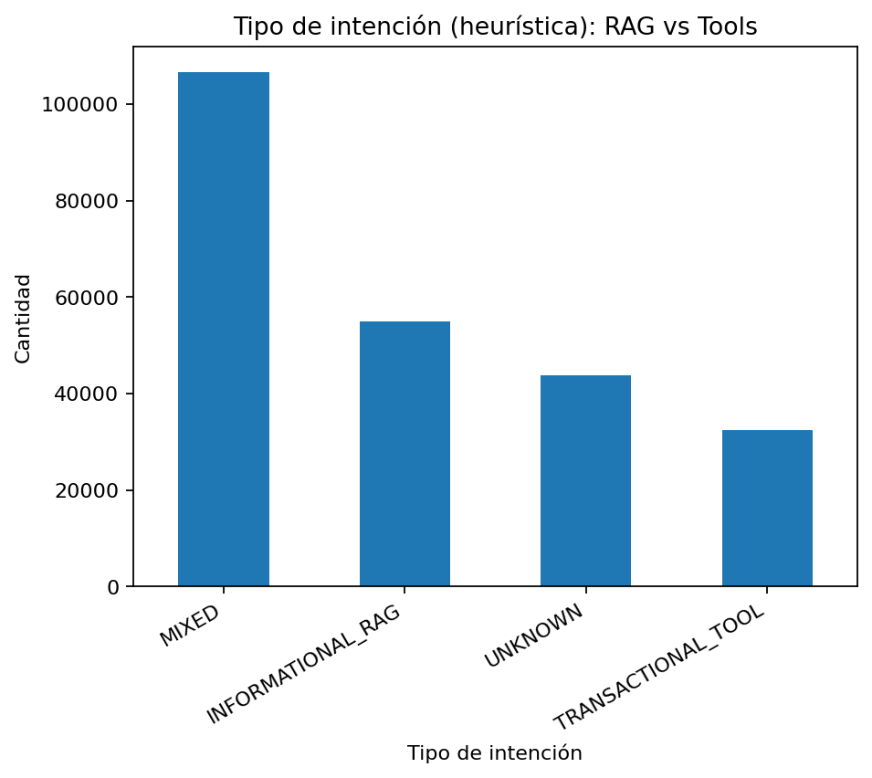 Tipo de intención (heurística): RAG vs Tools
Cantidad
100000
80000
60000
40000
20000
0
MIXED
INFORMATIONAL_RAG
UNKNOWN
TRANSACTIONAL_TOOL
Tipo de intención